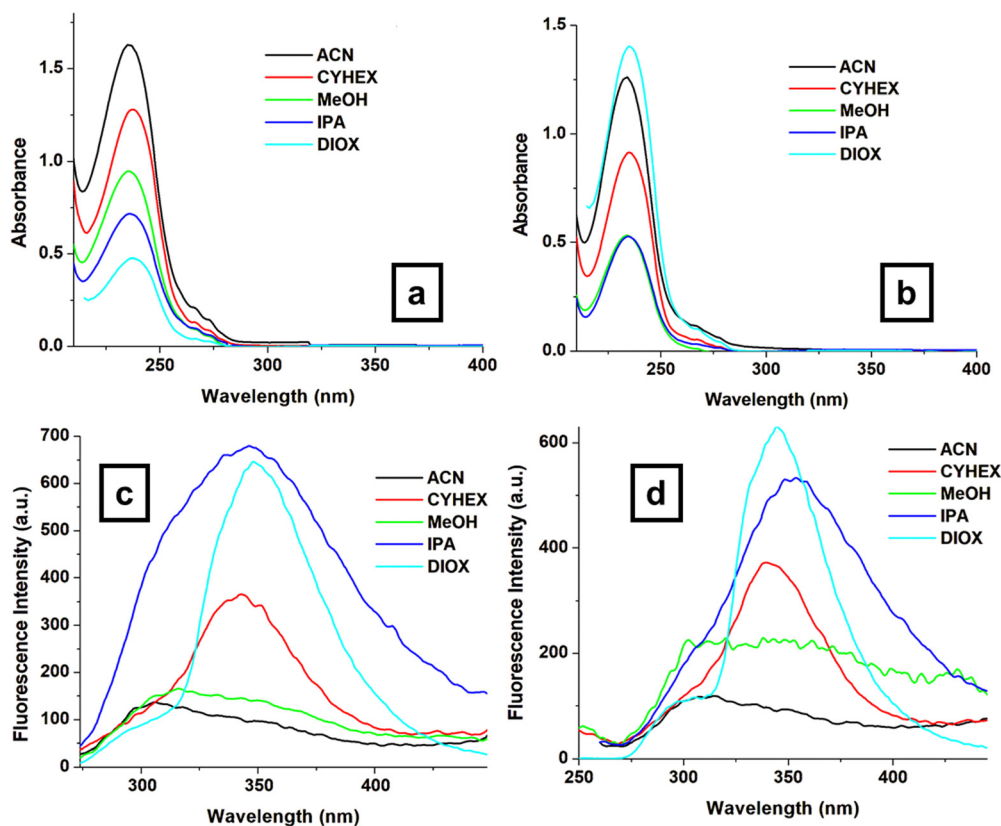 a
1.5
1.0
0.5
0.0
Absorbance
250
300
350
400
Wavelength (nm)
ACN
CYHEX
MeOH
IPA
DIOX
b
1.5
1.0
0.5
0.0
Absorbance
250
300
350
400
Wavelength (nm)
ACN
CYHEX
MeOH
IPA
DIOX
c
700
600
500
400
300
200
100
0
Fluorescence Intensity (a.u.)
300
350
400
Wavelength (nm)
ACN
CYHEX
MeOH
IPA
DIOX
d
600
400
200
0
Fluorescence Intensity (a.u.)
250
300
350
400
Wavelength (nm)
ACN
CYHEX
MeOH
IPA
DIOX